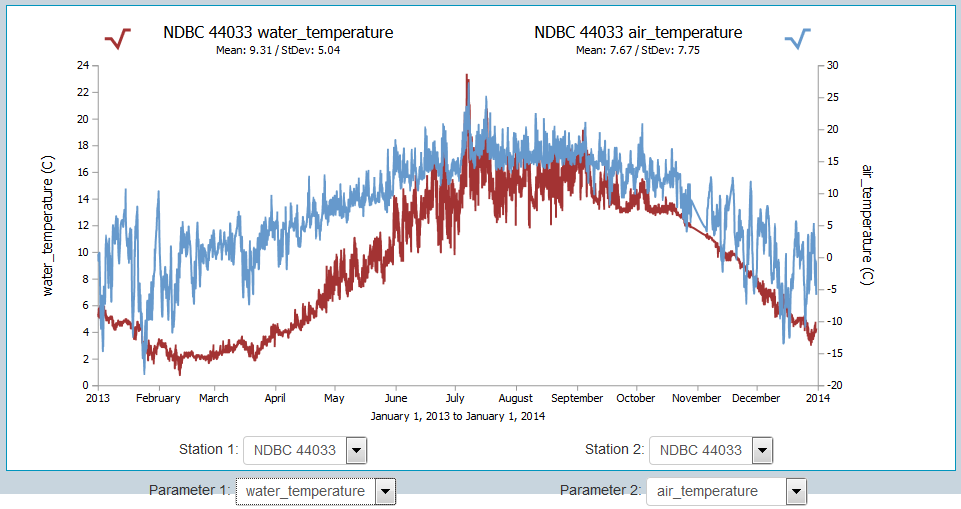 NDBC 44033 water_temperature
Mean: 9.31 / StDev: 5.04
NDBC 44033 air_temperature
Mean: 7.67 / StDev: 7.75
water_temperature (C)
24
22
20
18
16
14
12
10
8
6
4
2
0
30
25
20
15
10
5
0
-5
-10
-15
-20
air_temperature (C)
2013 February March April May June July August September October November December 2014
January 1, 2013 to January 1, 2014
Station 1: NDBC 44033 Station 2: NDBC 44033
Parameter 1: water_temperature Parameter 2: air_temperature